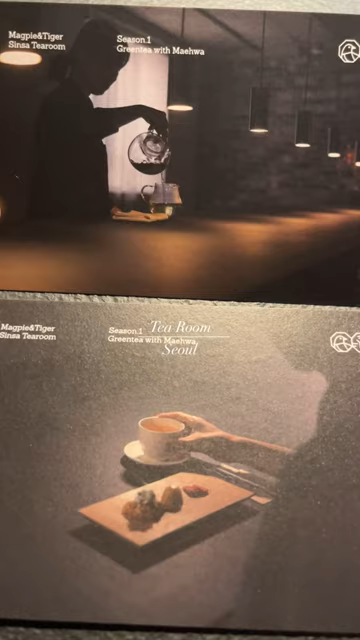 Magpie&Tiger
Sinsa Tearoom
Season.1
Greentea with Maehwa
Magpie&Tiger
Sinsa Tearoom
Season.1
Greentea with Maehwa
Tea Room
Seoul